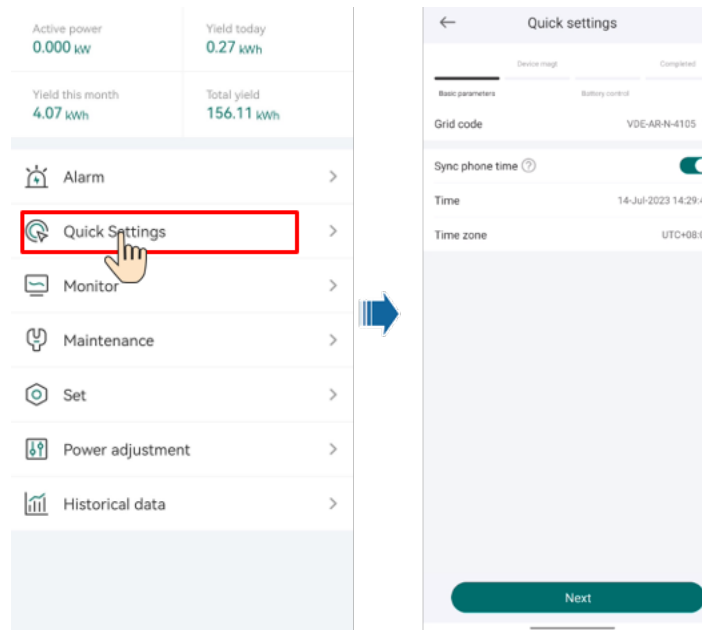 Active power
0.000 kW
Yield today
0.27 kWh
Yield this month
4.07 kWh
Total yield
156.11 kWh
Alarm
Quick Settings
Monitor
Maintenance
Set
Power adjustment
Historical data
Quick settings
Device magt
Completed
Basic parameters
Battery control
Grid code
VDE-AR-N-4105
Sync phone time ?
Time
14-Jul-2023 14:29:4
Time zone
UTC+08:0
Next